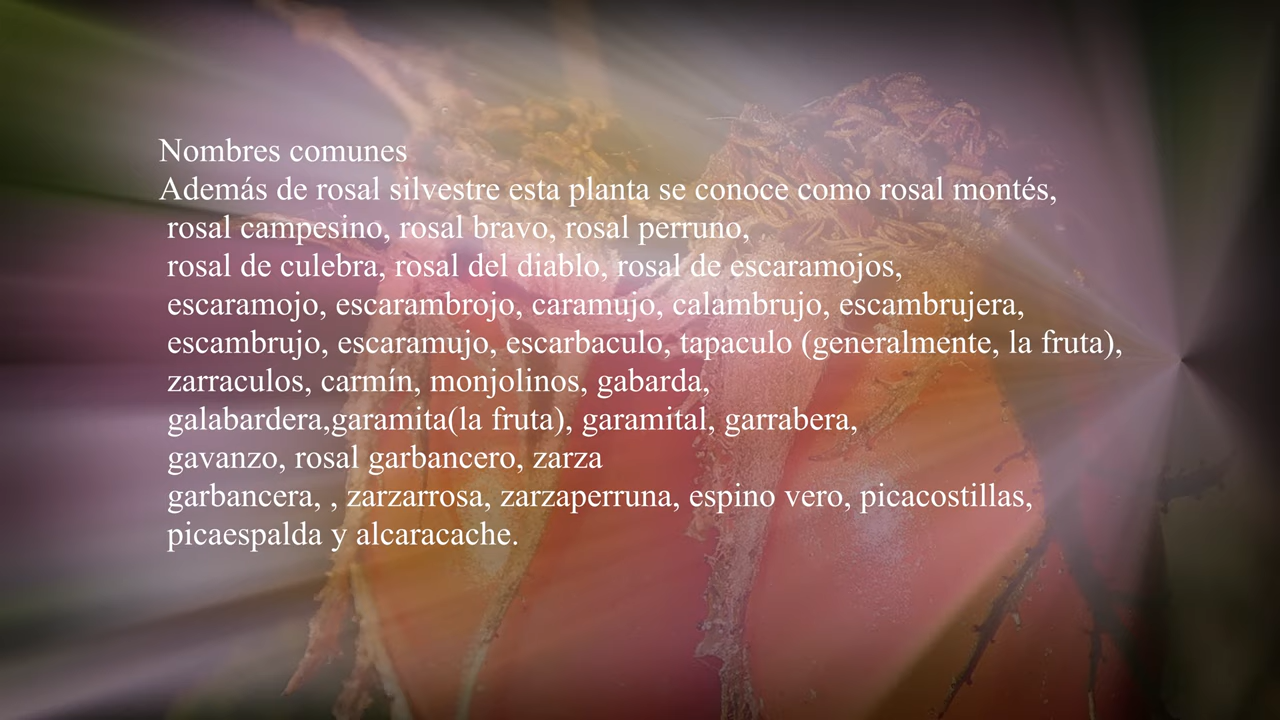 Nombres comunes
Además de rosal silvestre esta planta se conoce como rosal montés,
rosal campesino, rosal bravo, rosal perruno,
rosal de culebra, rosal del diablo, rosal de escaramojos,
escaramojo, escarambrojo, caramujo, calambrujo, escambrujera,
escambrujo, escaramujo, escarbaculo, tapaculo (generalmente, la fruta),
zarraculos, carmín, monjolinos, gabarda,
galabardera,garamita(la fruta), garamital, garrabera,
gavanzo, rosal garbancero, zarza
garbancera, , zarzarrosa, zarzaperruna, espino vero, picacostillas,
picaespalda y alcaracache.